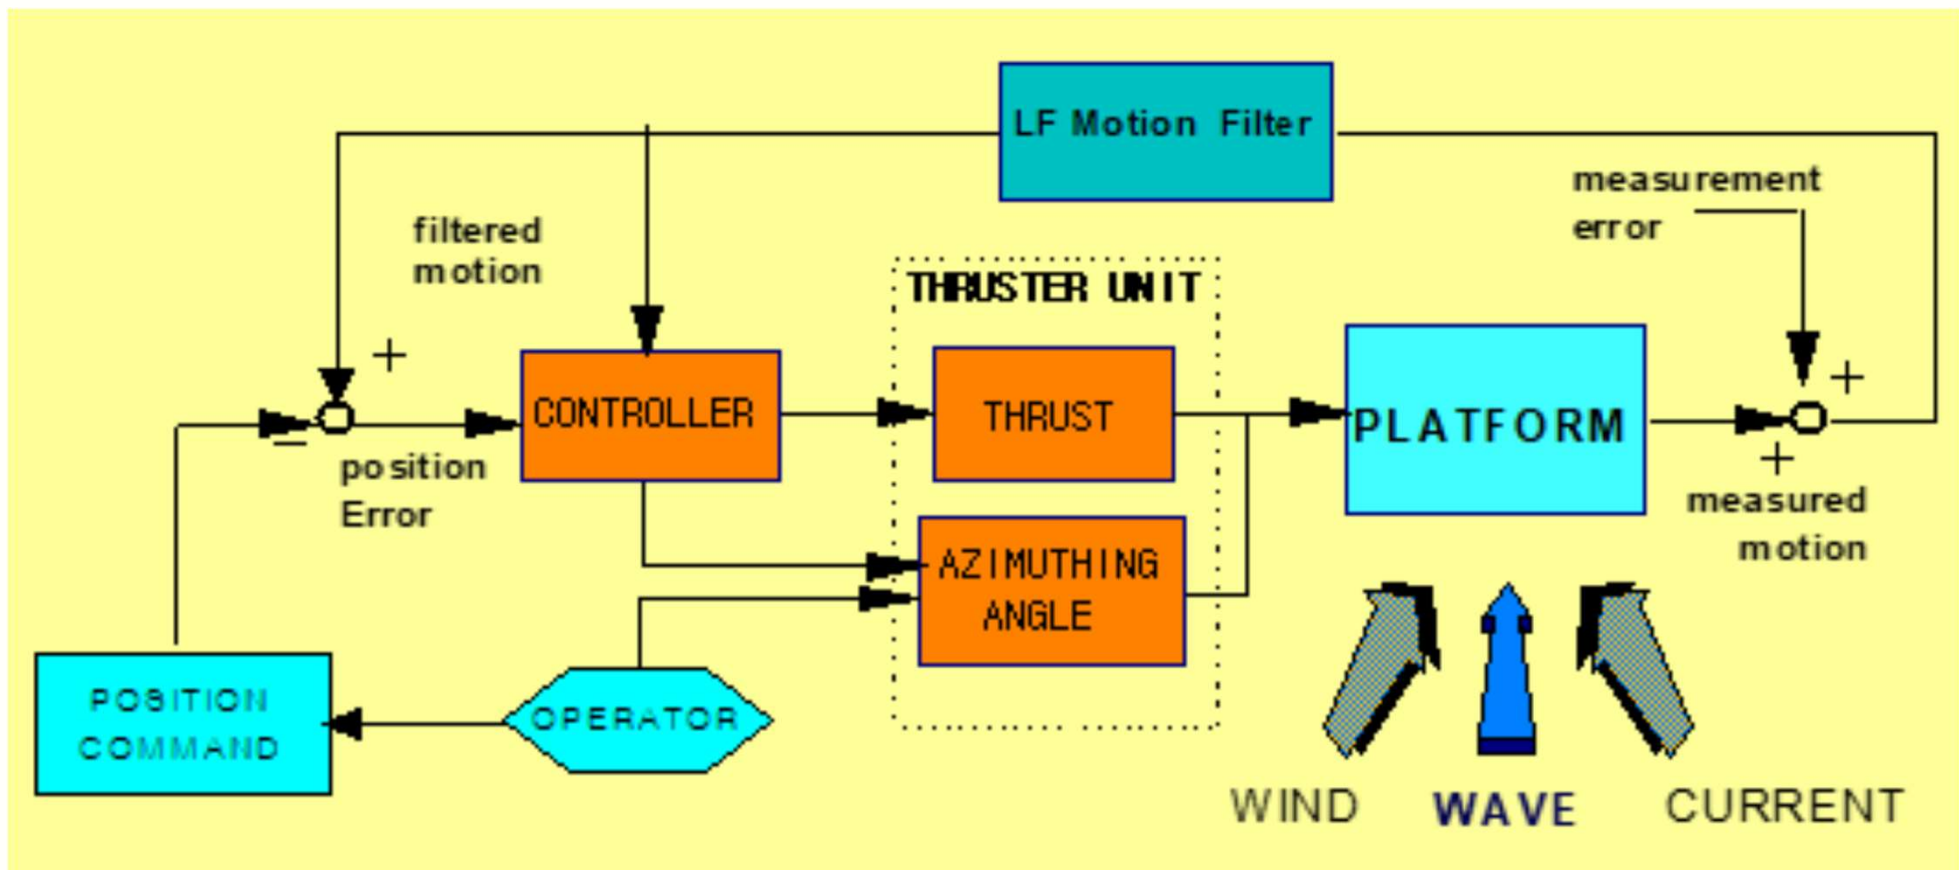 LF Motion Filter
measurement
error
filtered
motion
THRUSTER UNIT
+
+
CONTROLLER
THRUST
PLATFORM
−
position
Error
+
measured
motion
AZIMUTHING
ANGLE
POSITION
COMMAND
OPERATOR
WIND
WAVE
CURRENT